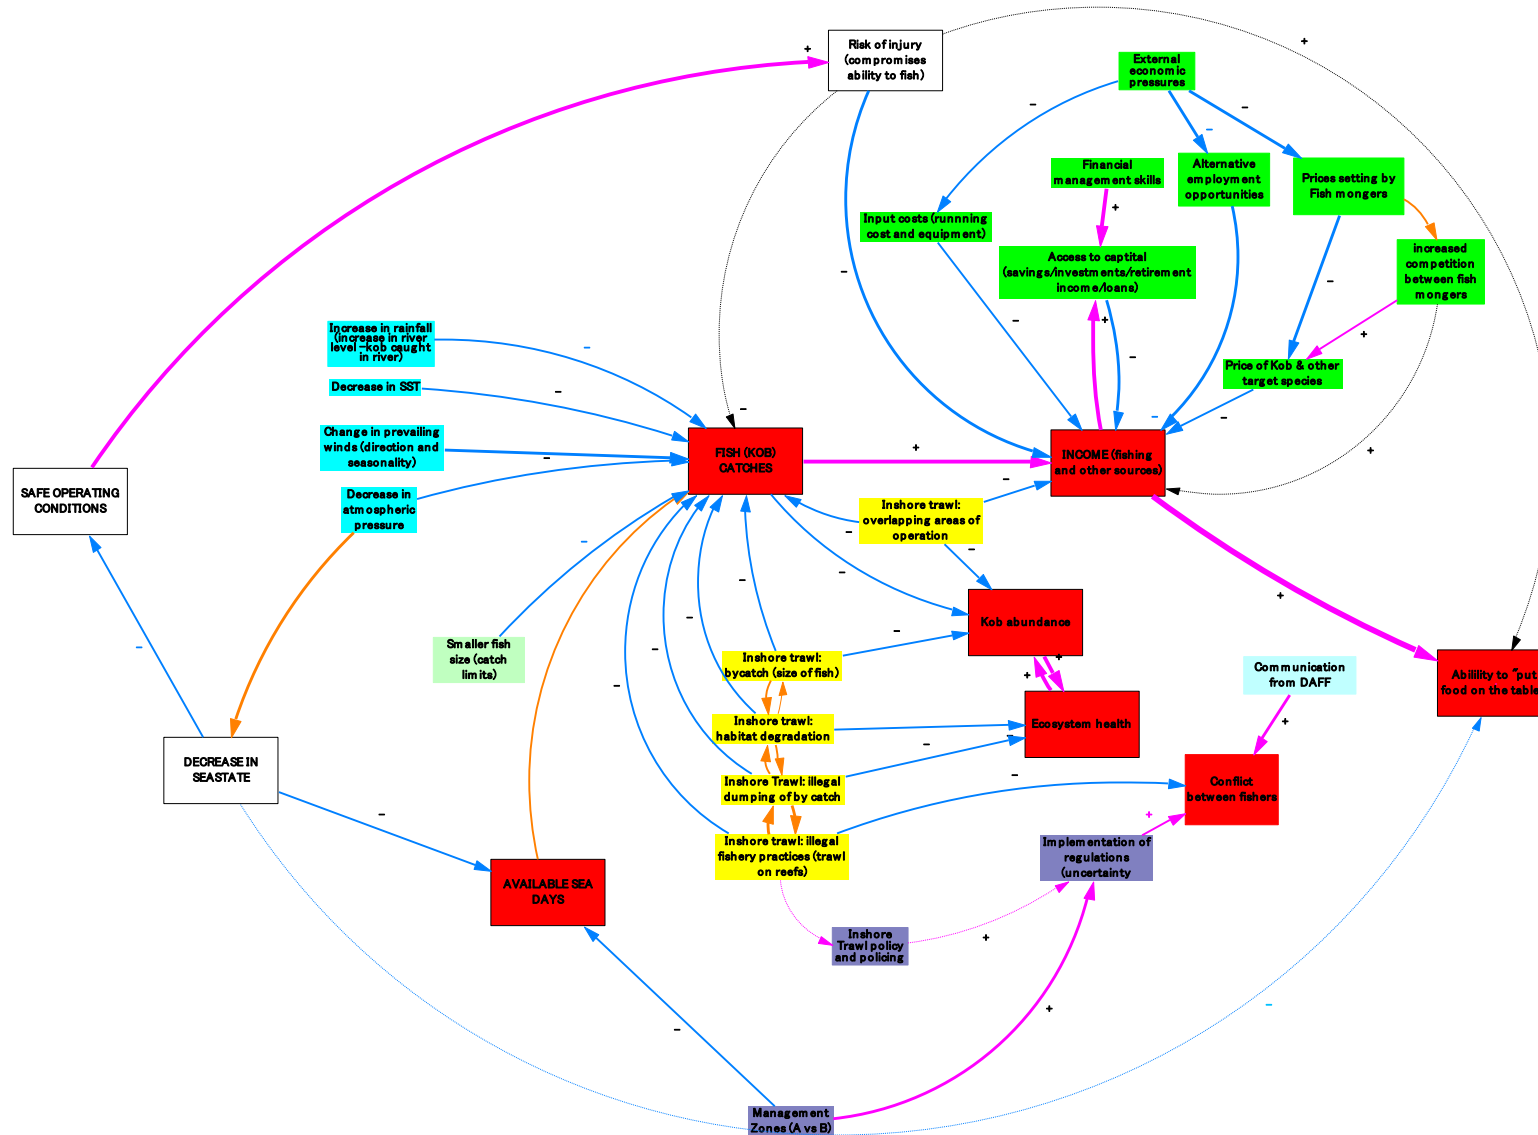 Risk of injury
(compromises
ability to fish)
+
+
External
economic
pressures
–
–
–
Financial
management skills
Alternative
employment
opportunities
Prices setting by
Fish mongers
+
Input costs (runnning
cost and equipment)
Access to captital
(savings/investments/retirement
income/loans)
increased
competition
between fish
mongers
–
–
–
+
–
+
Price of Kob & other
target species
–
–
+
Increase in rainfall
(increase in river
level –kob caught
in river)
–
Decrease in SST
–
Change in prevailing
winds (direction and
seasonality)
–
–
Decrease in
atmospheric
pressure
FISH (KOB)
CATCHES
+
INCOME (fishing
and other sources)
SAFE OPERATING
CONDITIONS
–
Inshore trawl:
overlapping areas of
operation
–
–
–
–
–
Kob abundance
–
–
–
–
–
Smaller fish
size (catch
limits)
Inshore trawl:
bycatch (size of fish)
+
+
+
Communication
from DAFF
Abilility to "put
food on the table
Inshore trawl:
habitat degradation
Ecosystem health
–
–
+
DECREASE IN
SEASTATE
Inshore Trawl: illegal
dumping of by catch
–
Conflict
between fishers
–
+
Inshore trawl: illegal
fishery practices (trawl
on reefs)
Implementation of
regulations
(uncertainty
AVAILABLE SEA
DAYS
Inshore
Trawl policy
and policing
+
+
–
–
Management
Zones (A vs B)